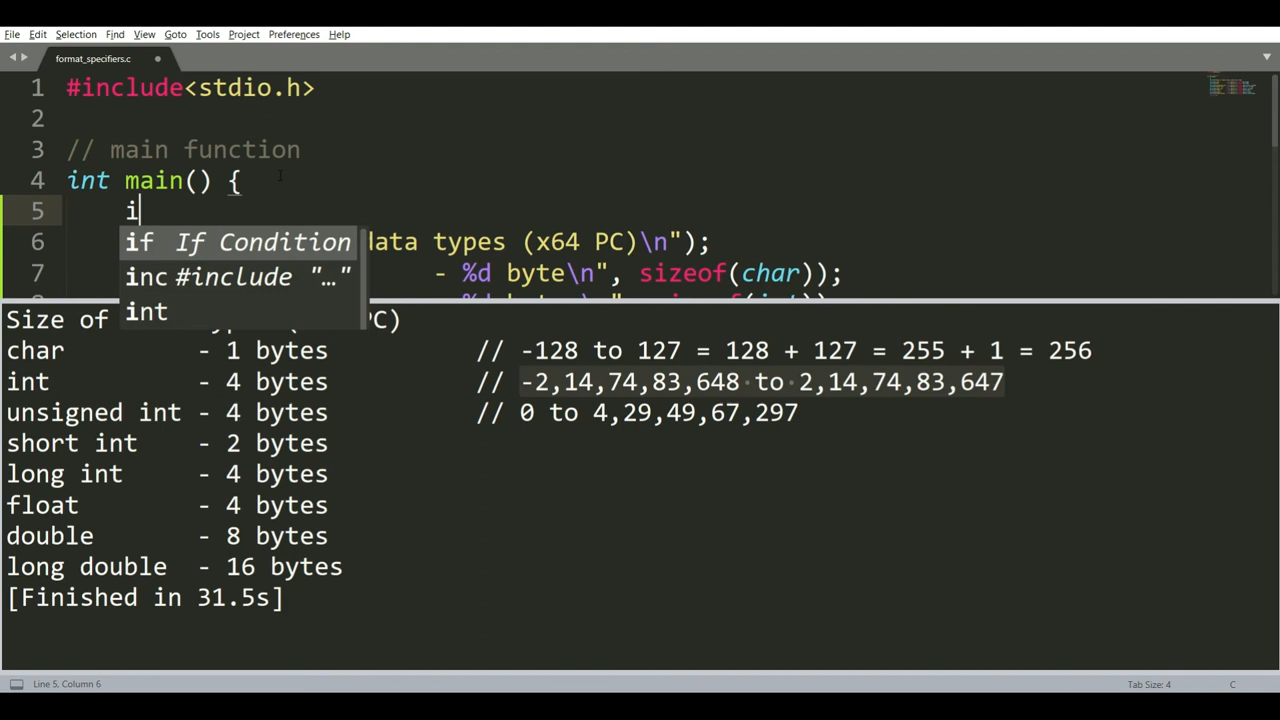 File Edit Selection Find View Goto Tools Project Preferences Help
format_specifiers.c
1 #include<stdio.h>
2
3 // main function
4 int main() {
5 i
if If Condition
6 data types (x64 PC)\n");
inc #include "…"
7 - %d byte\n", sizeof(char));
int
Size of PC)
char - 1 bytes // -128 to 127 = 128 + 127 = 255 + 1 = 256
int - 4 bytes // -2,14,74,83,648 to 2,14,74,83,647
unsigned int - 4 bytes // 0 to 4,29,49,67,297
short int - 2 bytes
long int - 4 bytes
float - 4 bytes
double - 8 bytes
long double - 16 bytes
[Finished in 31.5s]
Line 5, Column 6 Tab Size: 4 C